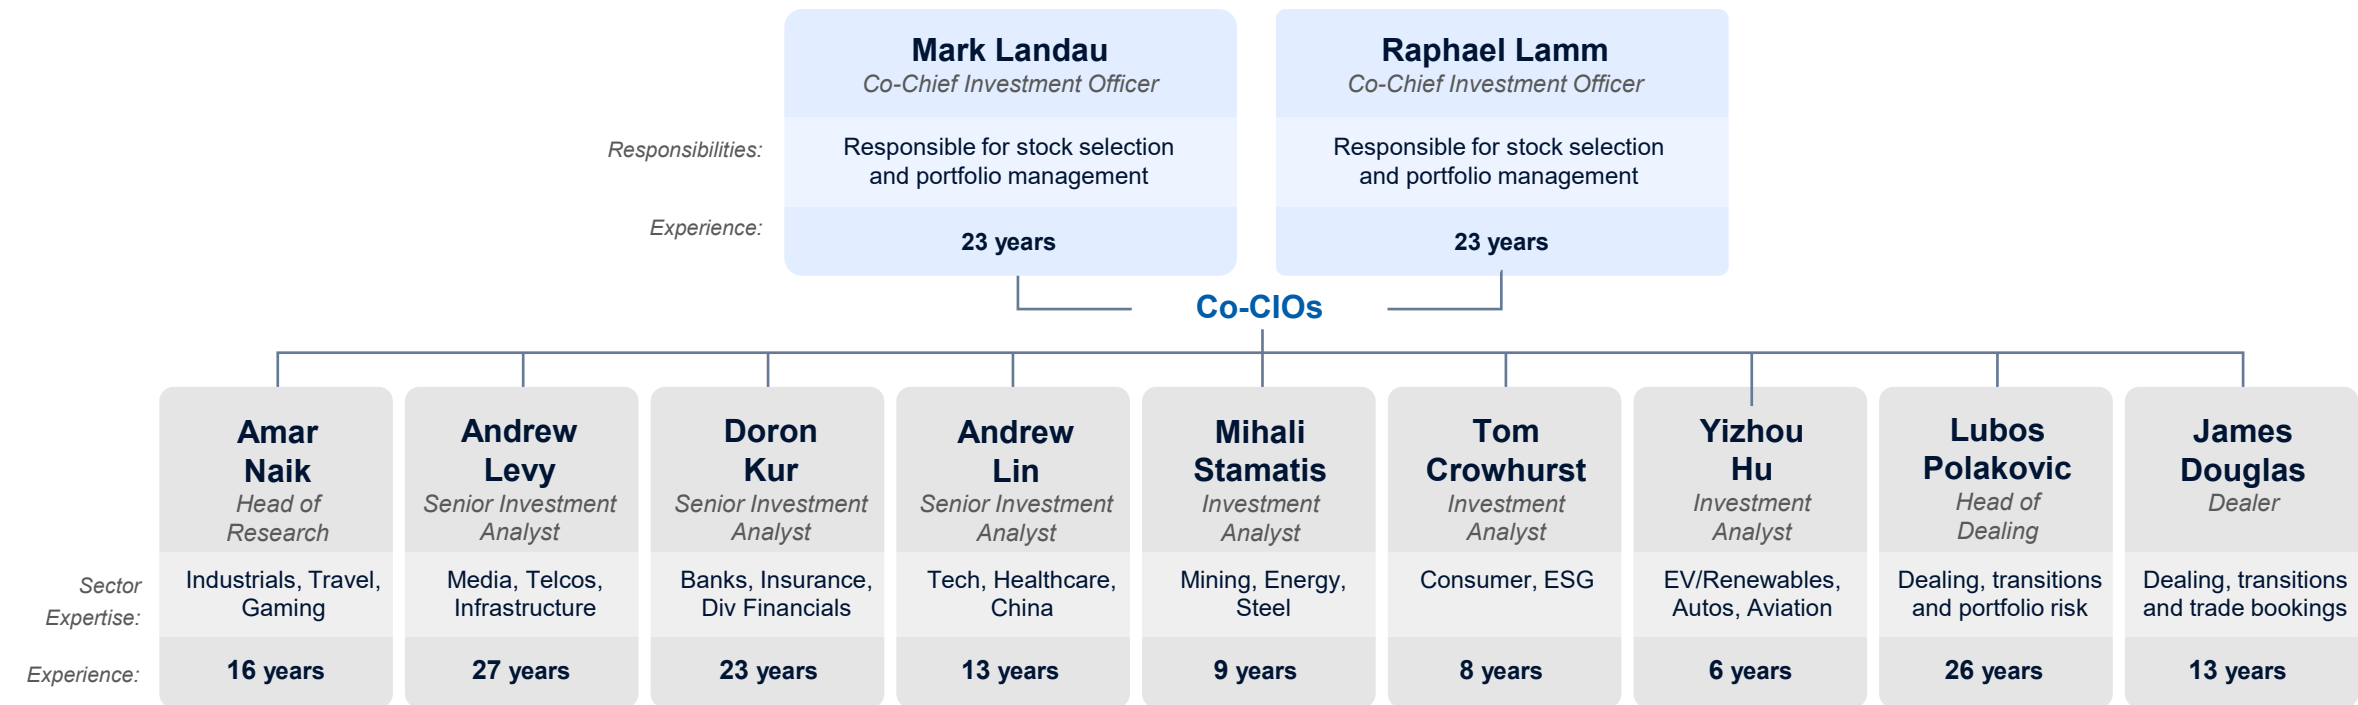 Mark Landau
Co-Chief Investment Officer
Raphael Lamm
Co-Chief Investment Officer
Responsibilities:
Responsible for stock selection
and portfolio management
Responsible for stock selection
and portfolio management
Experience:
23 years
23 years
Co-CIOs
Amar
Naik
Head of
Research
Andrew
Levy
Senior Investment
Analyst
Doron
Kur
Senior Investment
Analyst
Andrew
Lin
Senior Investment
Analyst
Mihali
Stamatis
Investment
Analyst
Tom
Crowhurst
Investment
Analyst
Yizhou
Hu
Investment
Analyst
Lubos
Polakovic
Head of
Dealing
James
Douglas
Dealer
Sector
Expertise:
Industrials, Travel,
Gaming
Media, Telcos,
Infrastructure
Banks, Insurance,
Div Financials
Tech, Healthcare,
China
Mining, Energy,
Steel
Consumer, ESG
EV/Renewables,
Autos, Aviation
Dealing, transitions
and portfolio risk
Dealing, transitions
and trade bookings
Experience:
16 years
27 years
23 years
13 years
9 years
8 years
6 years
26 years
13 years